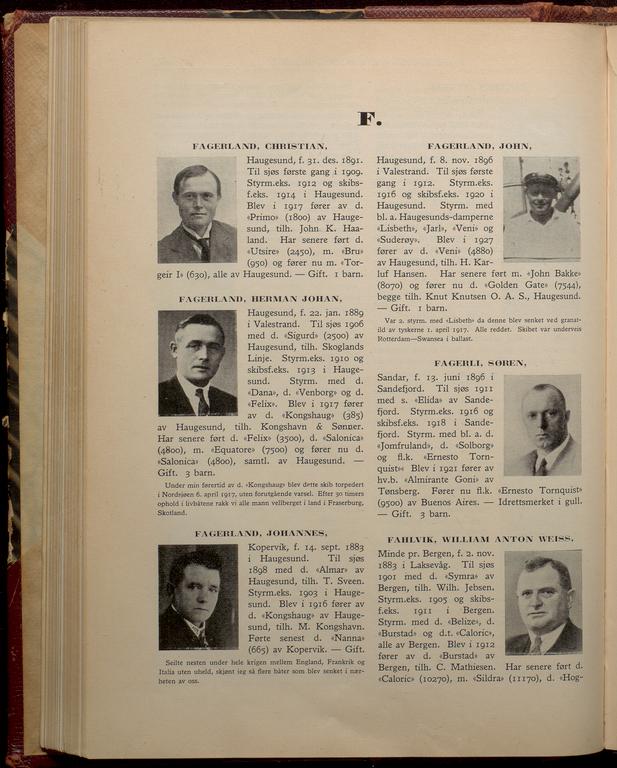 F.
FAGERLAND, CHRISTIAN,
Haugesund, f. 31. des. 1891.
Til sjøs første gang i 1909.
Styrm.eks. 1912 og skibs-
f.eks. 1914 i Haugesund.
Blev i 1917 fører av d.
«Primo» (1800) av Hauge-
sund, tilh. John K. Haa-
land. Har senere ført d.
«Utsire» (2450), m. «Bru»
(950) og fører nu m. «Tor-
geir I» (630), alle av Haugesund. — Gift. 1 barn.
FAGERLAND, HERMAN JOHAN,
Haugesund, f. 22. jan. 1889
i Valestrand. Til sjøs 1906
med d. «Sigurd» (2500) av
Haugesund, tilh. Skoglands
Linje. Styrm.eks. 1910 og
skibsf.eks. 1913 i Hauge-
sund. Styrm. med d.
«Dana», d. «Venborg» og d.
«Felix». Blev i 1917 fører
av d. «Kongshaug» (385)
av Haugesund, tilh. Kongshavn & Sønner.
Har senere ført d. «Felix» (3500), d. «Salonica»
(4800), m. «Equatore» (7500) og fører nu d.
«Salonica» (4800), samtl. av Haugesund. —
Gift. 3 barn.
Under min førertid av d. «Kongshaug» blev dette skib torpedert
i Nordsjøen 6. april 1917, uten forutgående varsel. Efter 30 timers
ophold i livbåtene rakk vi alle mann velberget i land i Fraserburg,
Skotland.
FAGERLAND, JOHANNES,
Kopervik, f. 14. sept. 1883
i Haugesund. Til sjøs
1898 med d. «Almar» av
Haugesund, tilh. T. Sveen.
Styrm.eks. 1903 i Hauge-
sund. Blev i 1916 fører av
d. «Kongshaug» av Hauge-
sund, tilh. M. Kongshavn.
Førte senest d. «Nanna»
(665) av Kopervik. — Gift.
Seilte nesten under hele krigen mellem England, Frankrik og
Italia uten uheld, skjønt jeg så flere båter som blev senket i nær-
heten av oss.
FAGERLAND, JOHN,
Haugesund, f. 8. nov. 1896
i Valestrand. Til sjøs første
gang i 1912. Styrm.eks.
1916 og skibsf.eks. 1920 i
Haugesund. Styrm. med
bl. a. Haugesunds-damperne
«Lisbeth», «Jarl», «Veni» og
«Suderøy». Blev i 1927
fører av d. «Veni» (4880)
av Haugesund, tilh. H. Kar-
luf Hansen. Har senere ført m. «John Bakke»
(8070) og fører nu d. «Golden Gate» (7544),
begge tilh. Knut Knutsen O. A. S., Haugesund.
— Gift. 1 barn.
Var 2. styrm. med «Lisbeth» da denne blev senket ved granat-
ild av tyskerne 1. april 1917. Alle reddet. Skibet var underveis
Rotterdam—Swansea i ballast.
FAGERLI, SØREN,
Sandar, f. 13. juni 1896 i
Sandefjord. Til sjøs 1911
med s. «Elida» av Sande-
fjord. Styrm.eks. 1916 og
skibsf.eks. 1918 i Sande-
fjord. Styrm. med bl. a. d.
«Jomfruland», d. «Solborg»
og fl.k. «Ernesto Torn-
quist»« Blev i 1921 fører av
hv.b. «Almirante Goni» av
Tønsberg. Fører nu fl.k. «Ernesto Tornquist»
(9500) av Buenos Aires. — Idrettsmerket i gull.
— Gift. 3 barn.
FAHLVIK, WILLIAM ANTON WEISS,
Minde pr. Bergen, f. 2. nov.
1883 i Laksevåg. Til sjøs
1901 med d. «Symra» av
Bergen, tilh. Wilh. Jebsen.
Styrm.eks. 1905 og skibs-
f.eks. 1911 i Bergen.
Styrm. med d. «Belize», d.
«Burstad» og d.t. «Caloric»,
alle av Bergen. Blev i 1912
fører av d. «Burstad» av
Bergen, tilh. C. Mathiesen. Har senere ført d.
«Caloric» (10270), m. «Sildra» (11170), d. «Hog-